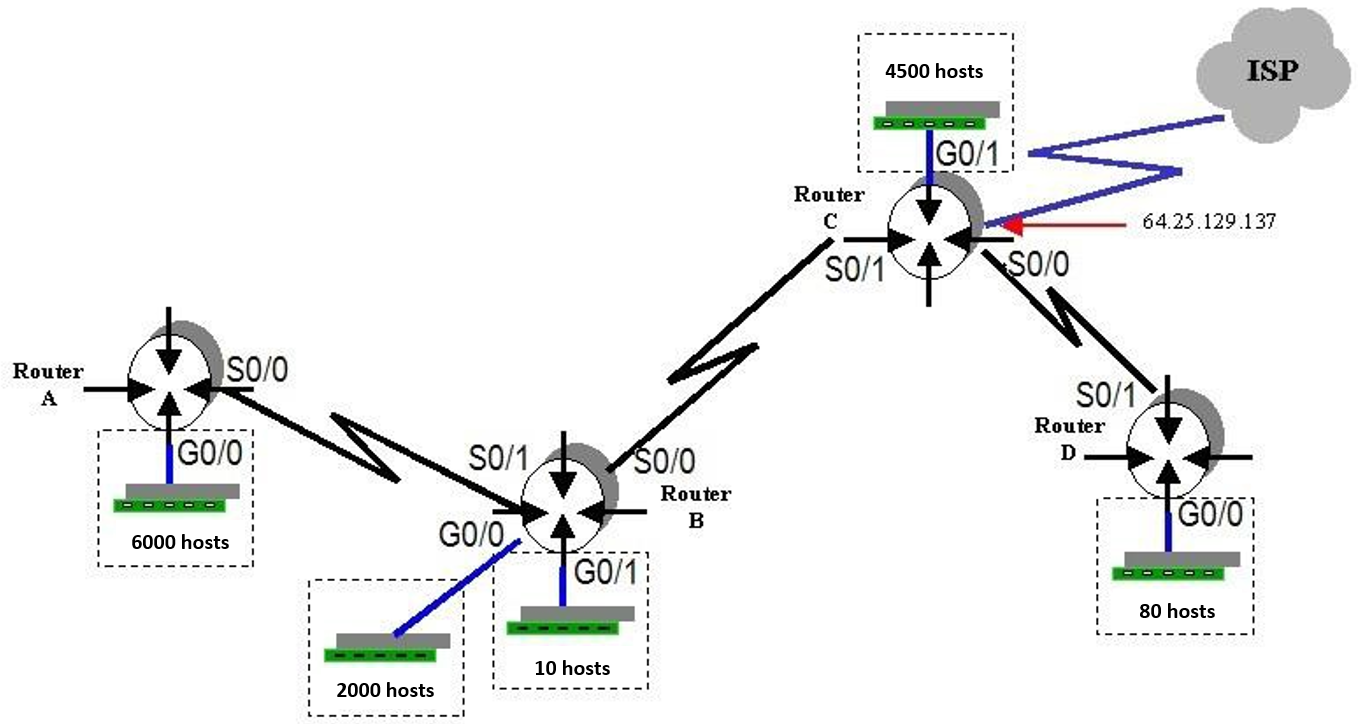 4500 hosts
ISP
G0/1
Router
C
64.25.129.137
S0/1
S0/0
Router
A
S0/0
G0/0
6000 hosts
S0/1
S0/0
Router
B
G0/0
G0/1
2000 hosts
10 hosts
S0/1
Router
D
G0/0
80 hosts